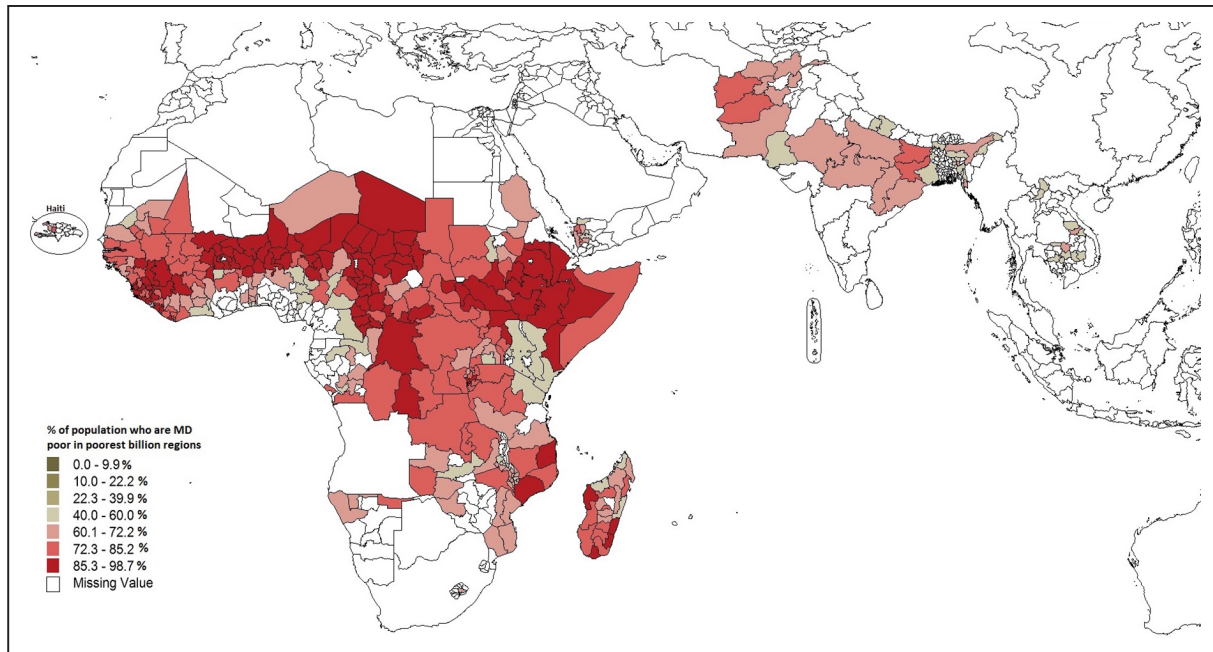 Haiti
% of population who are MD
poor in poorest billion regions
0.0 - 9.9 %
10.0 - 22.2 %
22.3 - 39.9 %
40.0 - 60.0 %
60.1 - 72.2 %
72.3 - 85.2 %
85.3 - 98.7 %
Missing Value